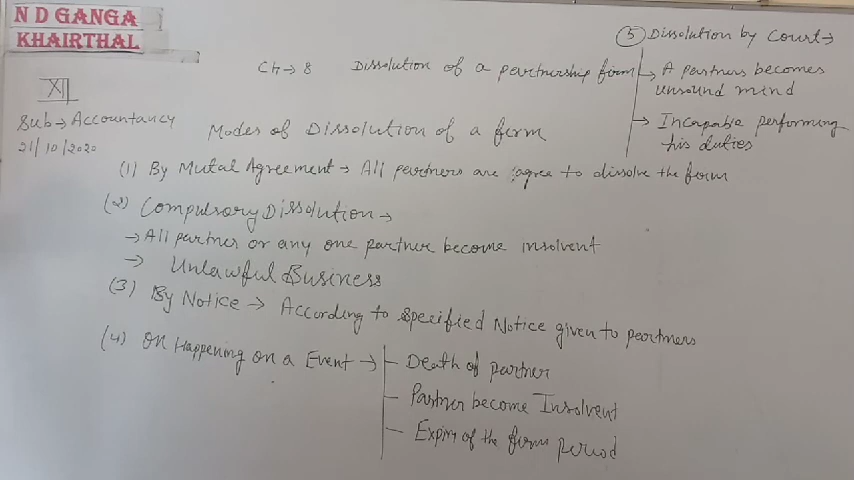 N D GANGA
KHAIRTHAL
XII
Sub→ Accountancy
21/10/2020
Ch→ 8 Dissolution of a partnership firm
Modes of Dissolution of a firm
(1) By Mutal Agreement → All partners are agree to dissolve the firm
(2) Compulsory Dissolution →
→ All partner or any one partner become insolvent
→ Unlawful Business
(3) By Notice → According to specified Notice given to partners
(4) On Happening on a Event →
Death of partner
Partner become Insolvent
Expiry of the firm period
(5) Dissolution by Court→
→ A partners becomes
unsound mind
→ Incapable performing
his duties